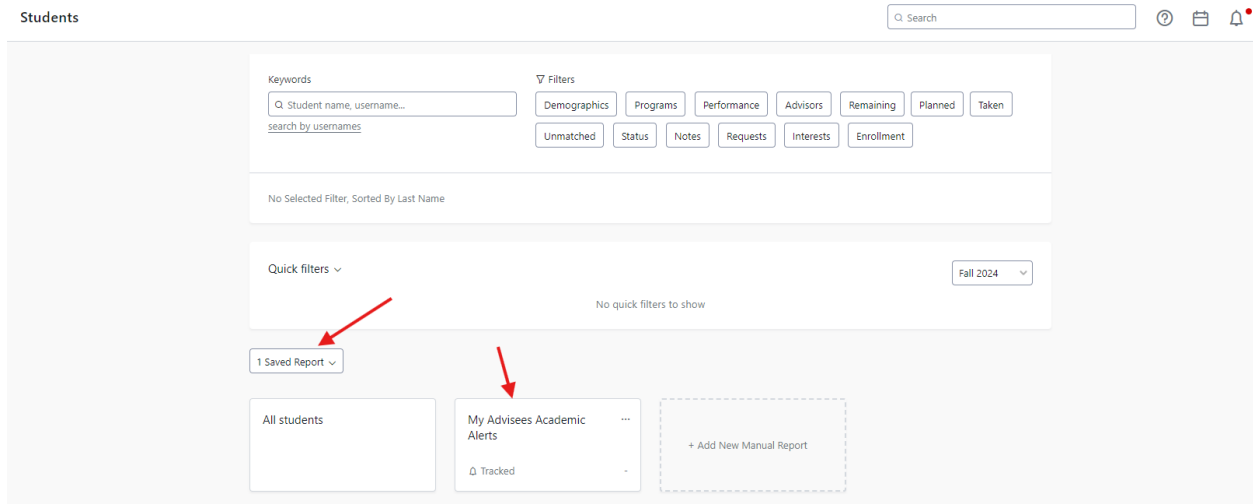 Students
Search
Keywords
Student name, username...
search by usernames
Filters
Demographics Programs Performance Advisors Remaining Planned Taken
Unmatched Status Notes Requests Interests Enrollment
No Selected Filter, Sorted By Last Name
Quick filters
Fall 2024
No quick filters to show
1 Saved Report
All students
My Advisees Academic
Alerts
...
Tracked
-
+ Add New Manual Report